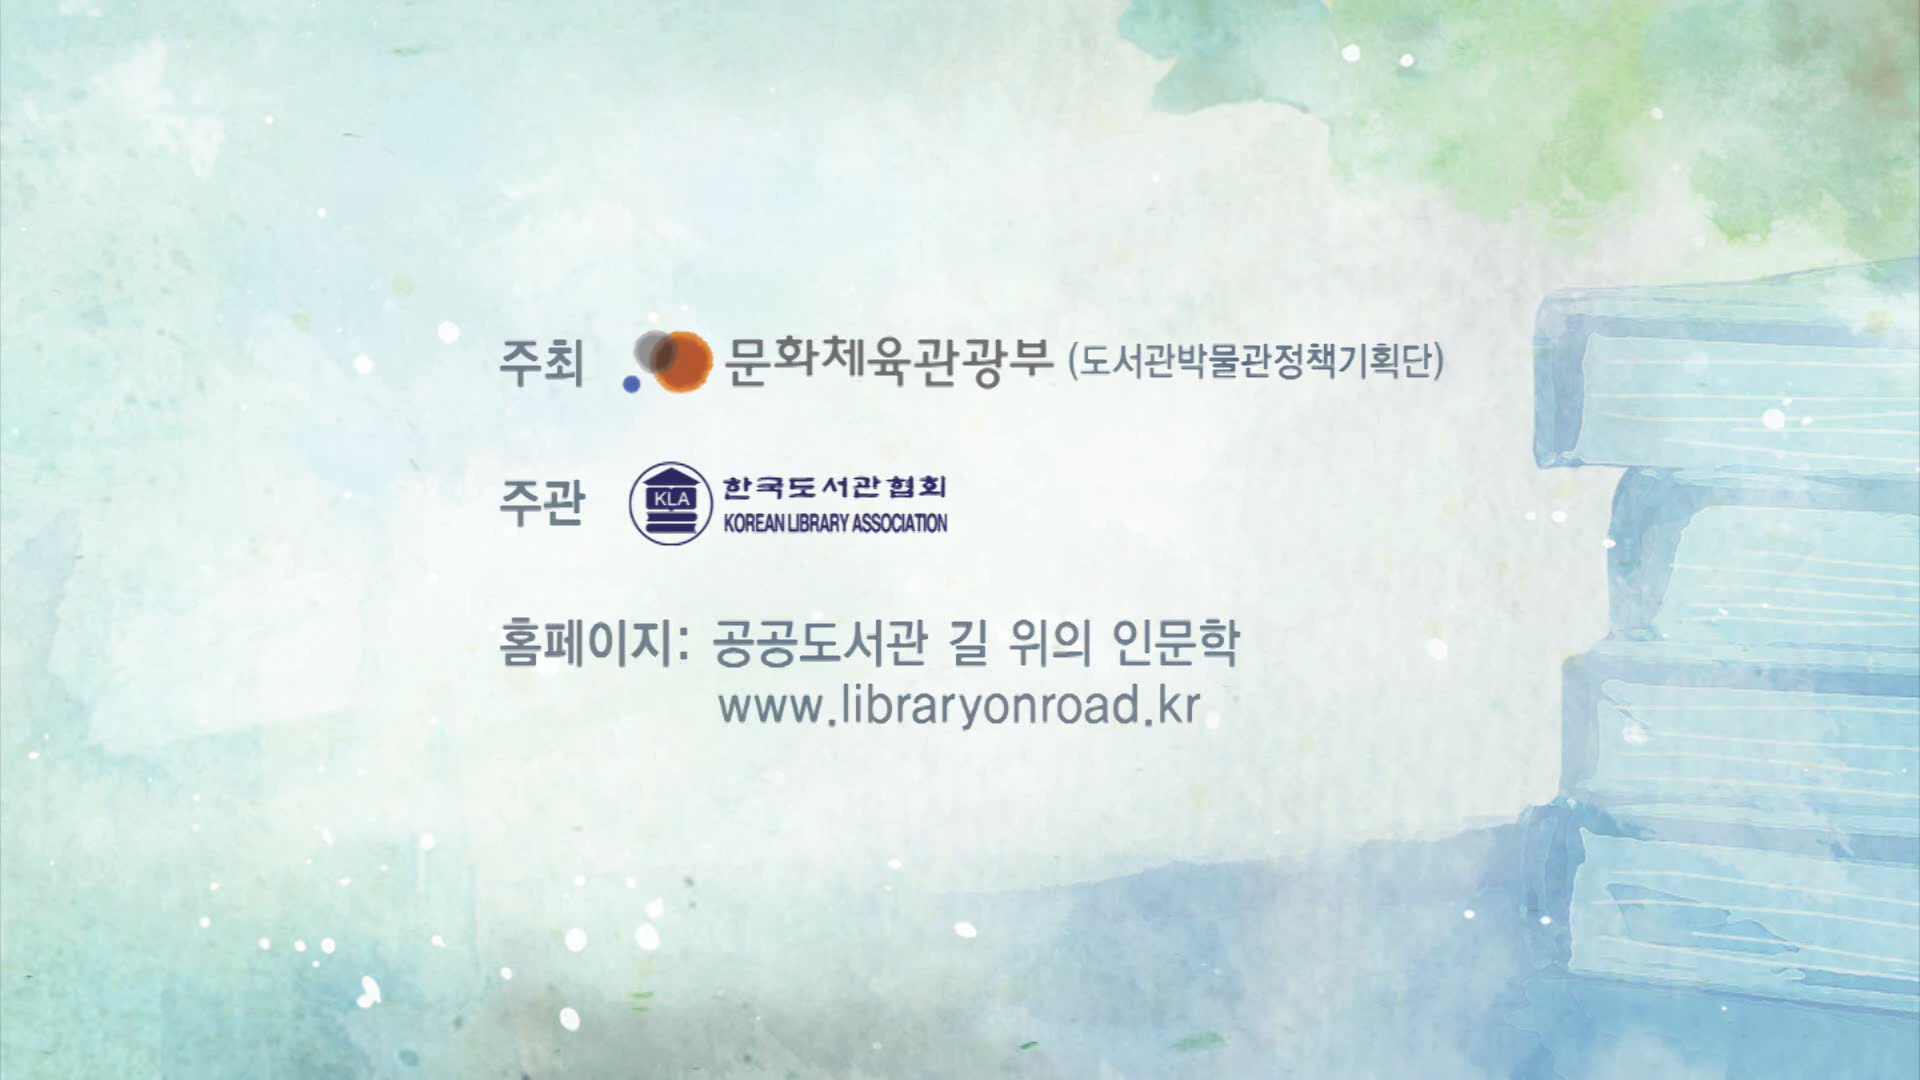 주최 문화체육관광부 (도서관박물관정책기획단)
주관 KLA 한국도서관협회
KOREAN LIBRARY ASSOCIATION
홈페이지: 공공도서관 길 위의 인문학
www.libraryonroad.kr